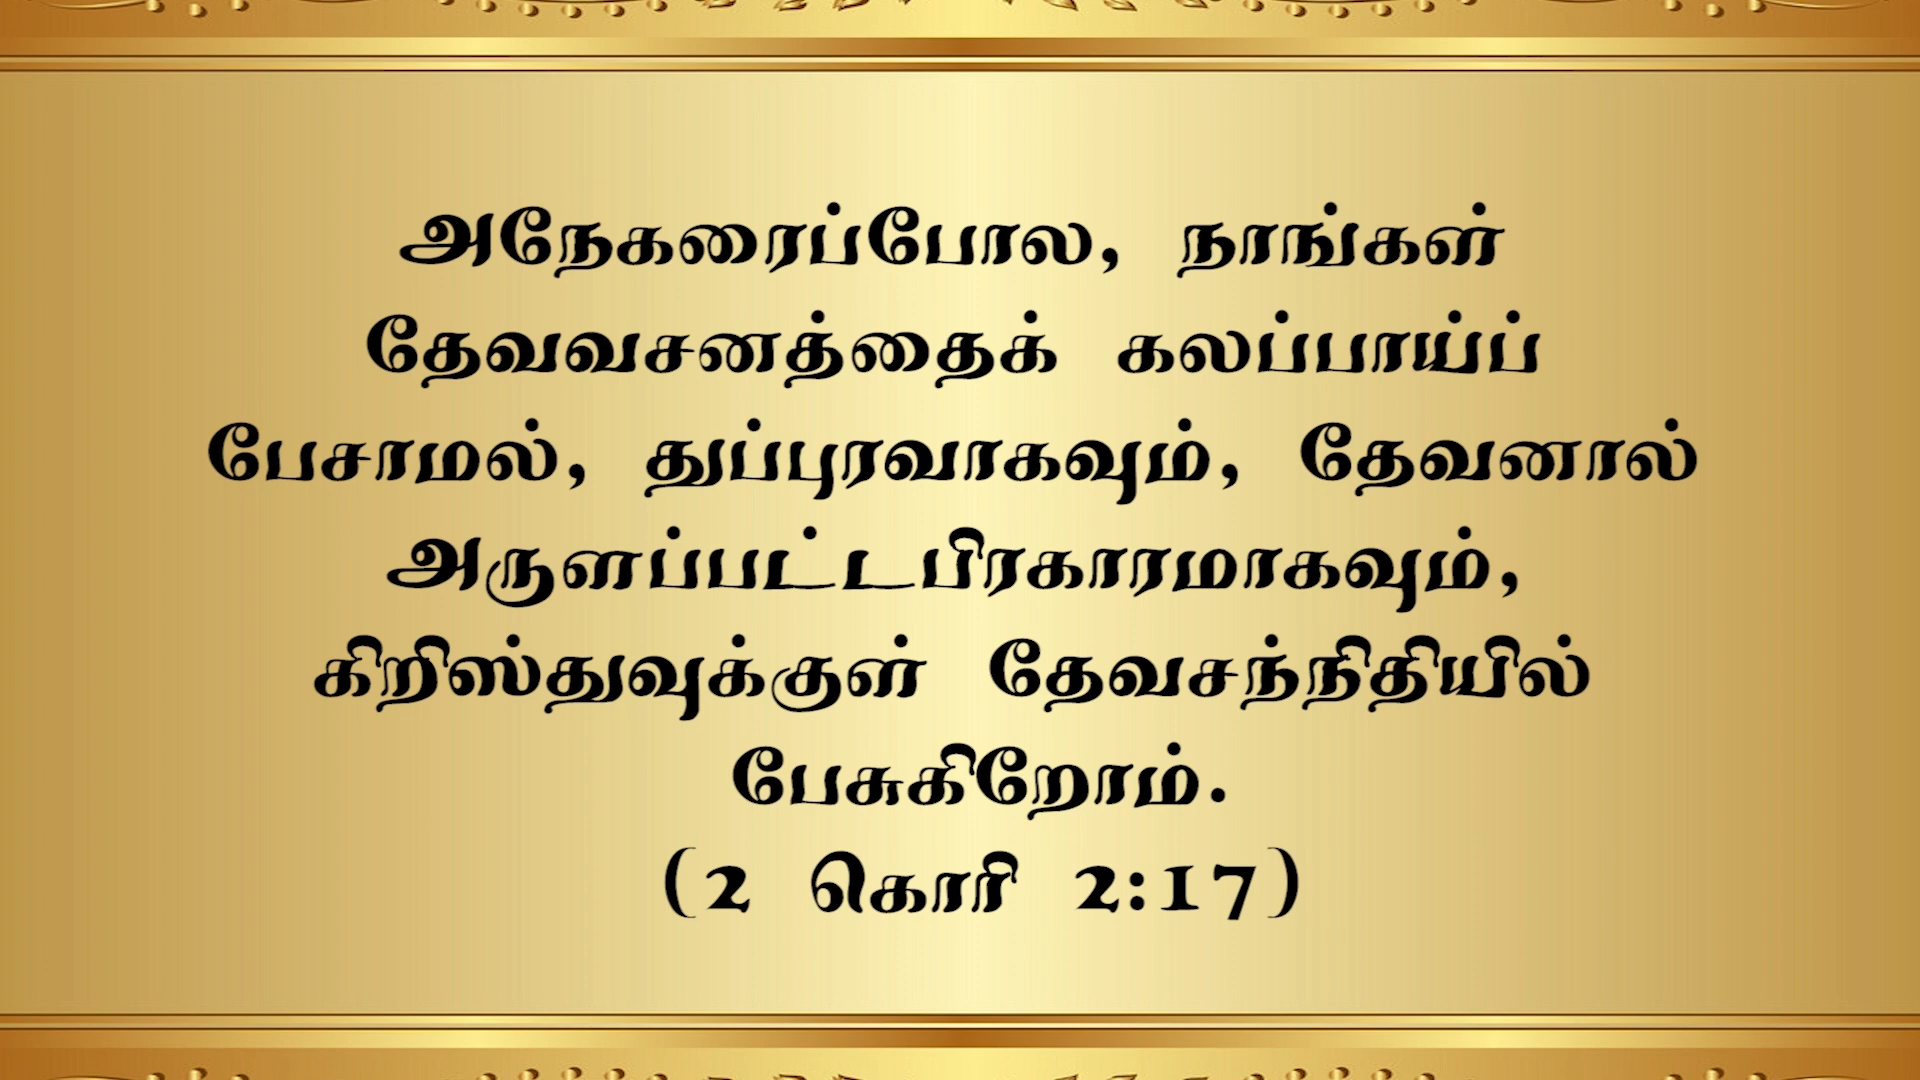 அநேகரைப்போல, நாங்கள்
தேவவசனத்தைக் கலப்பாய்ப்
பேசாமல், துப்புரவாகவும், தேவனால்
அருளப்பட்டபிரகாரமாகவும்,
கிறிஸ்துவுக்குள் தேவசந்நிதியில்
பேசுகிறோம்.
(2 கொரி 2:17)